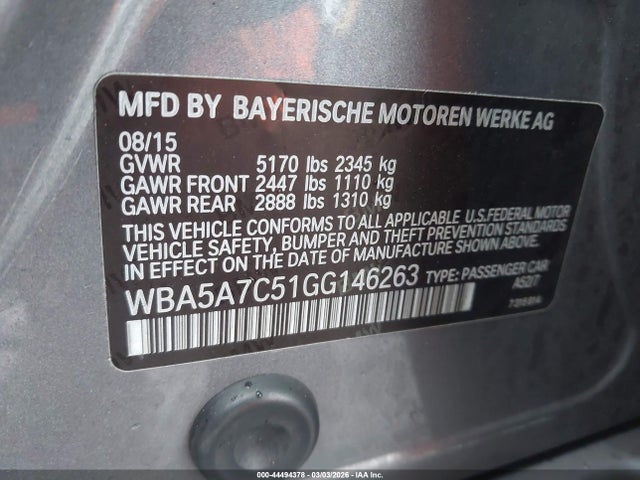 MFD BY BAYERISCHE MOTOREN WERKE AG
08/15
GVWR 5170 lbs 2345 kg
GAWR FRONT 2447 lbs 1110 kg
GAWR REAR 2888 lbs 1310 kg
THIS VEHICLE CONFORMS TO ALL APPLICABLE U.S. FEDERAL MOTOR
VEHICLE SAFETY, BUMPER AND THEFT PREVENTION STANDARDS
IN EFFECT ON THE DATE OF MANUFACTURE SHOWN ABOVE.
WBA5A7C51GG146263 TYPE: PASSENGER CAR
©IAA 00-44494378 | 03/03/2026 | IAA Inc.